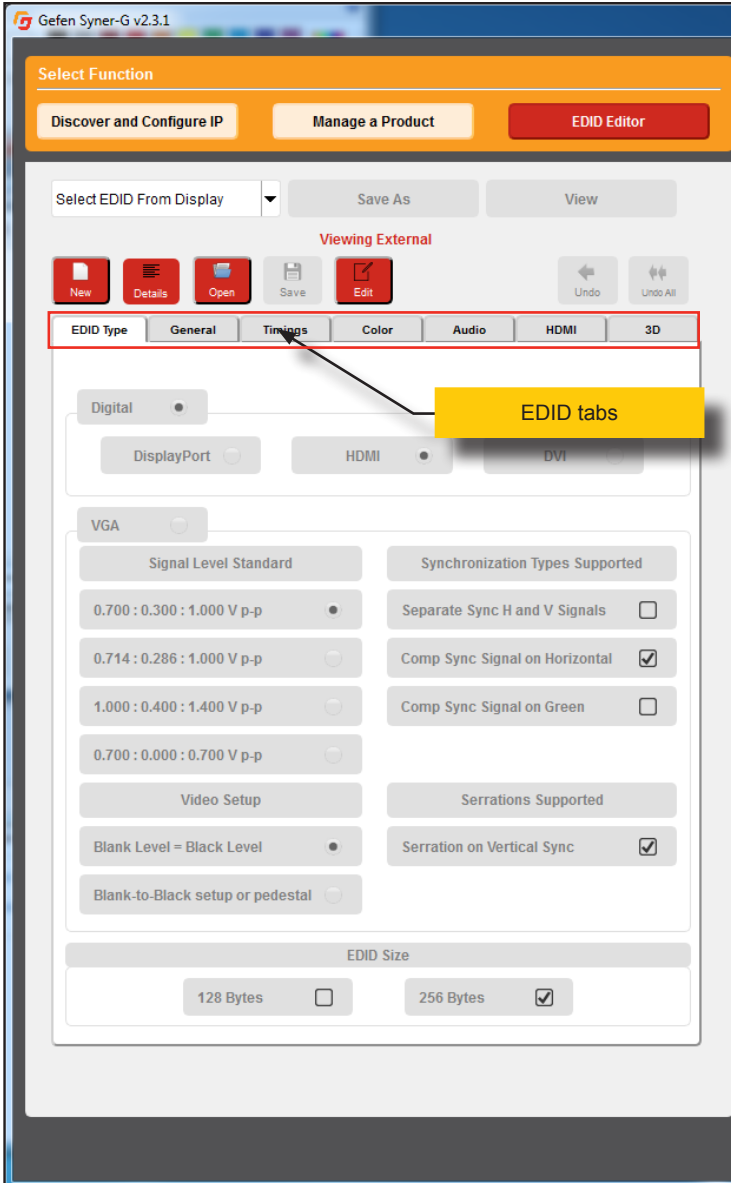 Gefen Syner-G v2.3.1
Select Function
Discover and Configure IP Manage a Product EDID Editor
Select EDID From Display Save As View
Viewing External
New Details Open Save Edit Undo Undo All
EDID Type General Timings Color Audio HDMI 3D
EDID tabs
Digital
DisplayPort HDMI DVI
VGA
Signal Level Standard Synchronization Types Supported
0.700 : 0.300 : 1.000 V p-p Separate Sync H and V Signals
0.714 : 0.286 : 1.000 V p-p Comp Sync Signal on Horizontal
1.000 : 0.400 : 1.400 V p-p Comp Sync Signal on Green
0.700 : 0.000 : 0.700 V p-p
Video Setup Serrations Supported
Blank Level = Black Level Serration on Vertical Sync
Blank-to-Black setup or pedestal
EDID Size
128 Bytes 256 Bytes